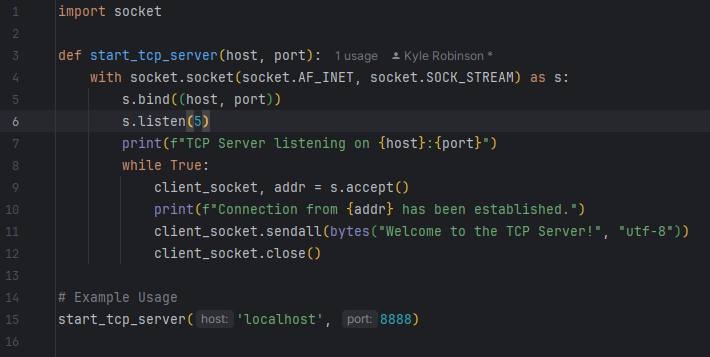 1 import socket
2
3 def start_tcp_server(host, port): 1 usage Kyle Robinson *
4     with socket.socket(socket.AF_INET, socket.SOCK_STREAM) as s:
5         s.bind((host, port))
6         s.listen(5)
7         print(f"TCP Server listening on {host}:{port}")
8         while True:
9             client_socket, addr = s.accept()
10             print(f"Connection from {addr} has been established.")
11             client_socket.sendall(bytes("Welcome to the TCP Server!", "utf-8"))
12             client_socket.close()
13
14 # Example Usage
15 start_tcp_server( host: 'localhost', port: 8888)
16